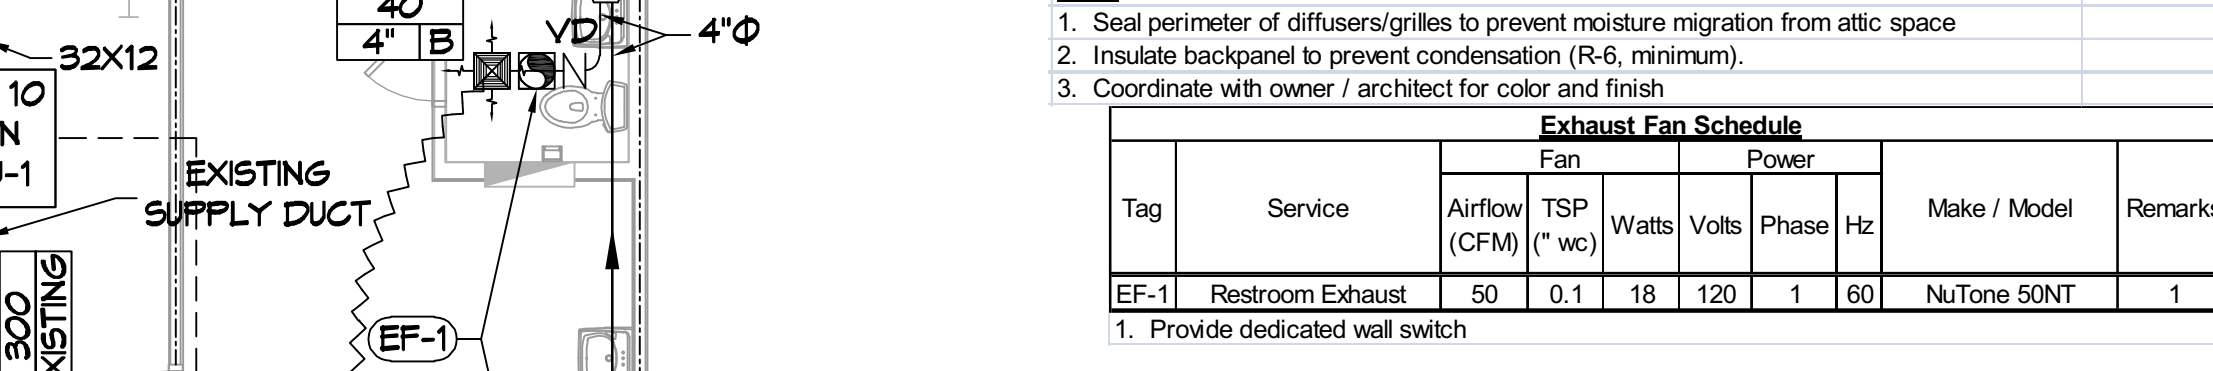 40
4" B
VD
4"Φ
32X12
10
N
-1
EXISTING
SUPPLY DUCT
300
EXISTING
EF-1
1. Seal perimeter of diffusers/grilles to prevent moisture migration from attic space
2. Insulate backpanel to prevent condensation (R-6, minimum).
3. Coordinate with owner / architect for color and finish
Exhaust Fan Schedule
Fan Power
Tag Service Airflow (CFM) TSP (" wc) Watts Volts Phase Hz Make / Model Remarks
EF-1 Restroom Exhaust 50 0.1 18 120 1 60 NuTone 50NT 1
1. Provide dedicated wall switch